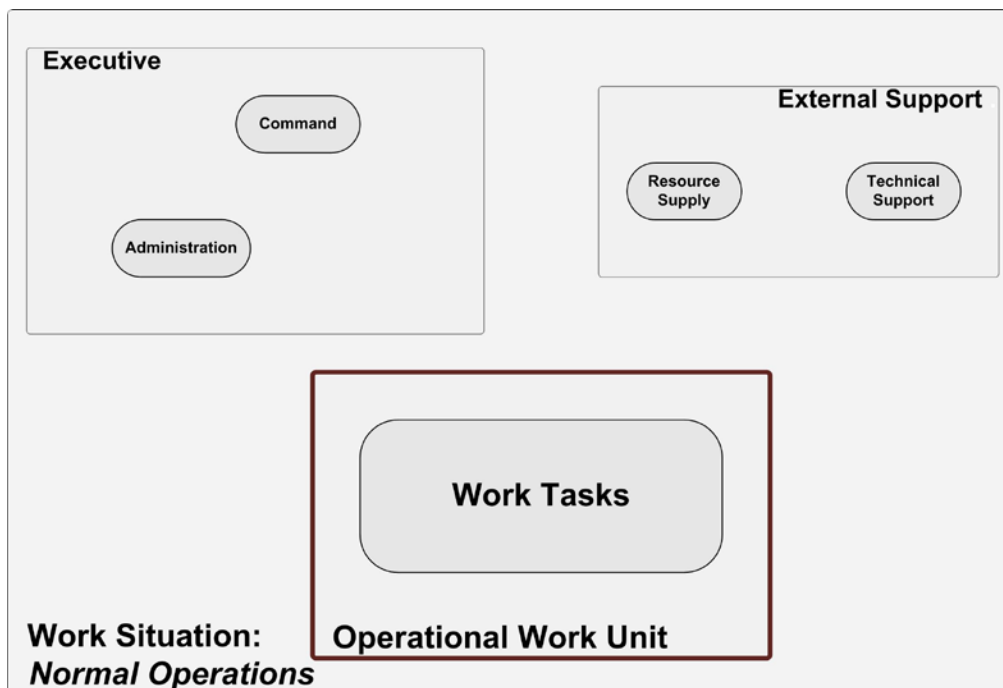 Executive
Command
Administration
External Support
Resource
Supply
Technical
Support
Work Tasks
Operational Work Unit
Work Situation:
Normal Operations